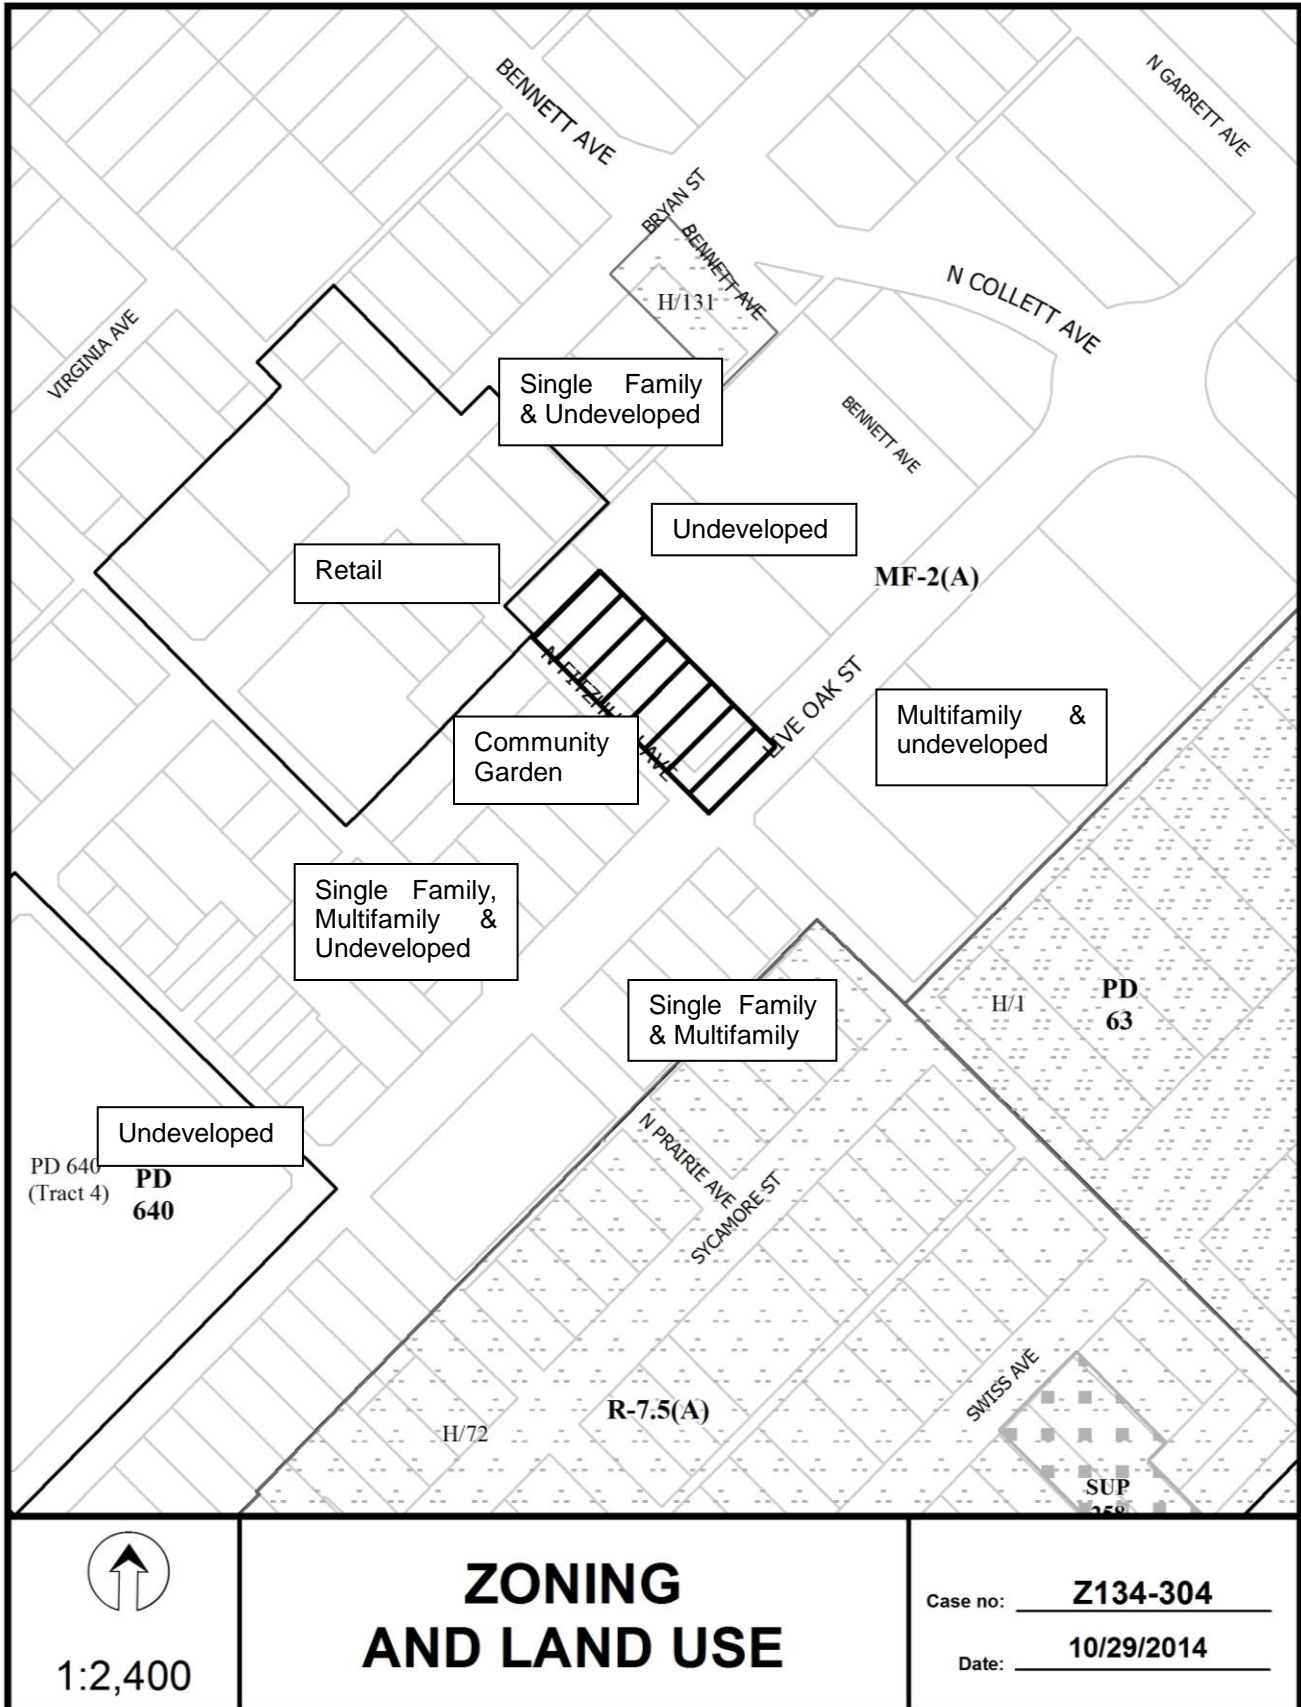 BENNETT AVE
N GARRETT AVE
BRYAN ST
BENNETT AVE
H/131
N COLLETT AVE
VIRGINIA AVE
Single Family
& Undeveloped
BENNETT AVE
Undeveloped
Retail
MF-2(A)
LIVE OAK ST
Multifamily &
undeveloped
AVE
Community
Garden
Single Family,
Multifamily &
Undeveloped
Single Family
& Multifamily
H/1
PD
63
Undeveloped
PD 640
(Tract 4)
PD
640
N PRAIRIE AVE
SYCAMORE ST
SWISS AVE
R-7.5(A)
H/72
SUP
1:2,400
ZONING
AND LAND USE
Case no: Z134-304
Date: 10/29/2014